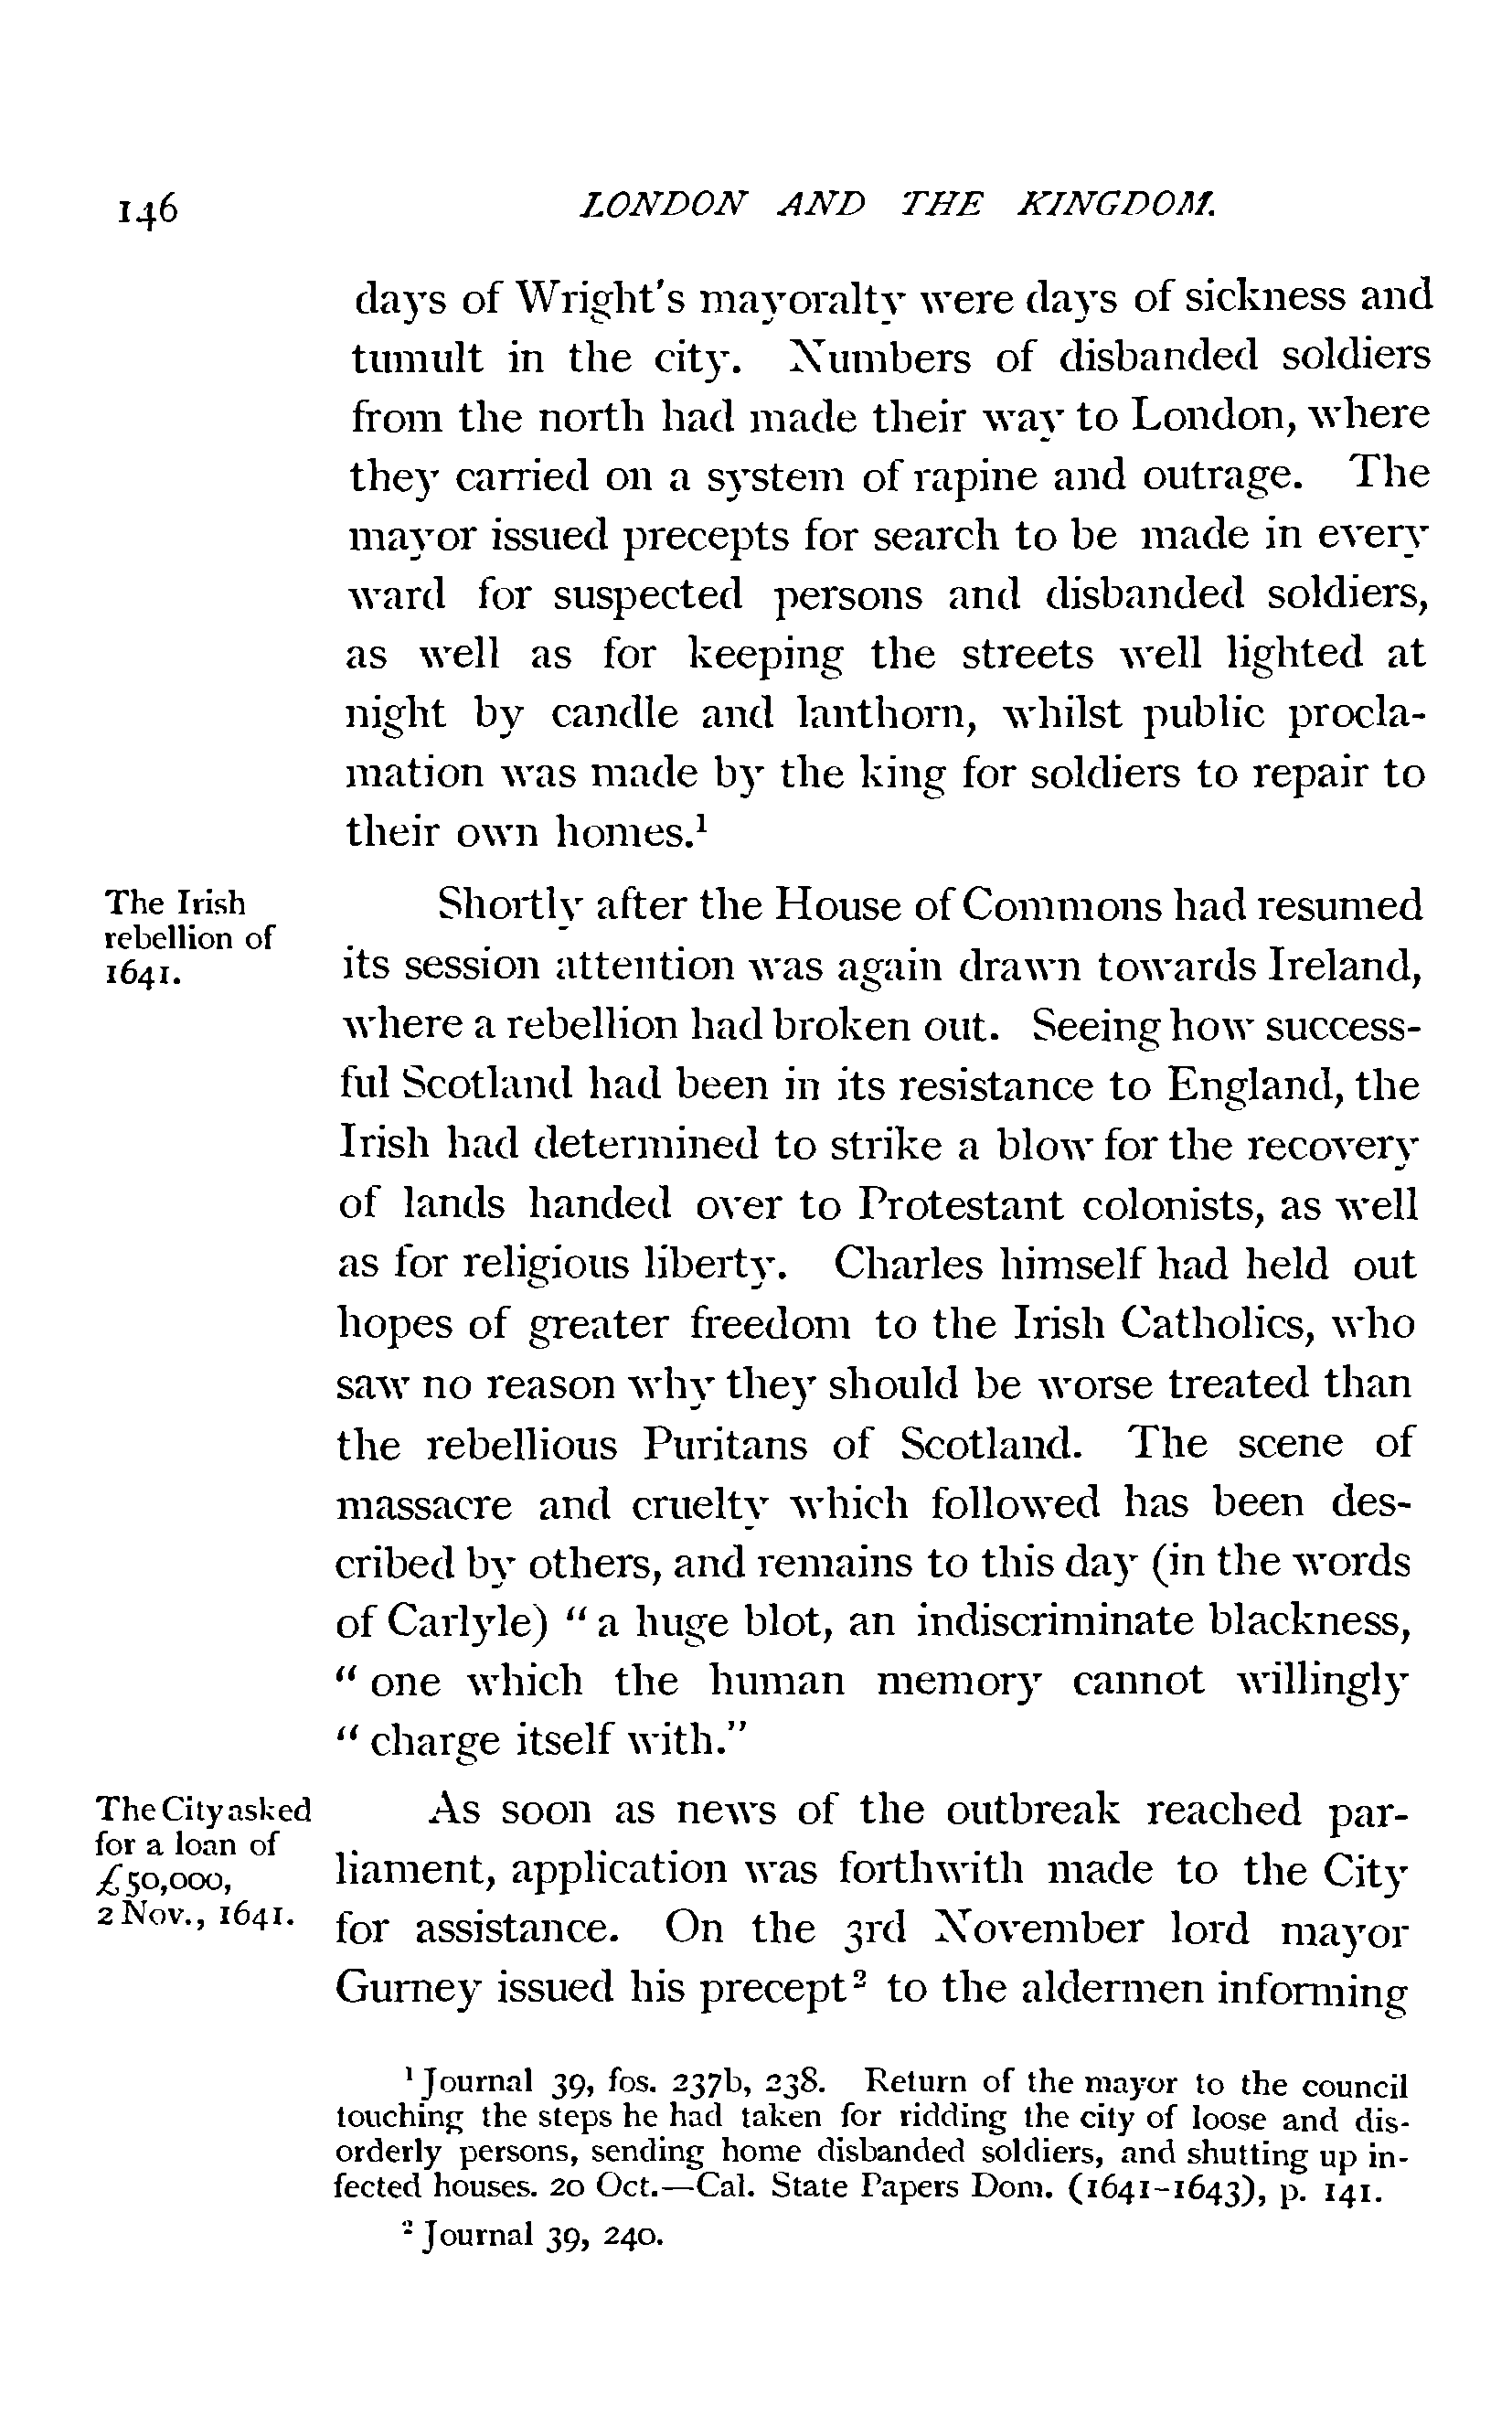 146 LONDON AND THE KINGDOM.
days of Wright's mayoralty were days of sickness and
tumult in the city. Numbers of disbanded soldiers
from the north had made their way to London, where
they carried on a system of rapine and outrage. The
mayor issued precepts for search to be made in every
ward for suspected persons and disbanded soldiers,
as well as for keeping the streets well lighted at
night by candle and lanthorn, whilst public procla-
mation was made by the king for soldiers to repair to
their own homes.¹
The Irish
rebellion of
1641.
Shortly after the House of Commons had resumed
its session attention was again drawn towards Ireland,
where a rebellion had broken out. Seeing how success-
ful Scotland had been in its resistance to England, the
Irish had determined to strike a blow for the recovery
of lands handed over to Protestant colonists, as well
as for religious liberty. Charles himself had held out
hopes of greater freedom to the Irish Catholics, who
saw no reason why they should be worse treated than
the rebellious Puritans of Scotland. The scene of
massacre and cruelty which followed has been des-
cribed by others, and remains to this day (in the words
of Carlyle) "a huge blot, an indiscriminate blackness,
"one which the human memory cannot willingly
"charge itself with."
The City asked
for a loan of
£50,000,
2 Nov., 1641.
As soon as news of the outbreak reached par-
liament, application was forthwith made to the City
for assistance. On the 3rd November lord mayor
Gurney issued his precept² to the aldermen informing
¹ Journal 39, fos. 237b, 238. Return of the mayor to the council
touching the steps he had taken for ridding the city of loose and dis-
orderly persons, sending home disbanded soldiers, and shutting up in-
fected houses. 20 Oct.—Cal. State Papers Dom. (1641-1643), p. 141.
² Journal 39, 240.